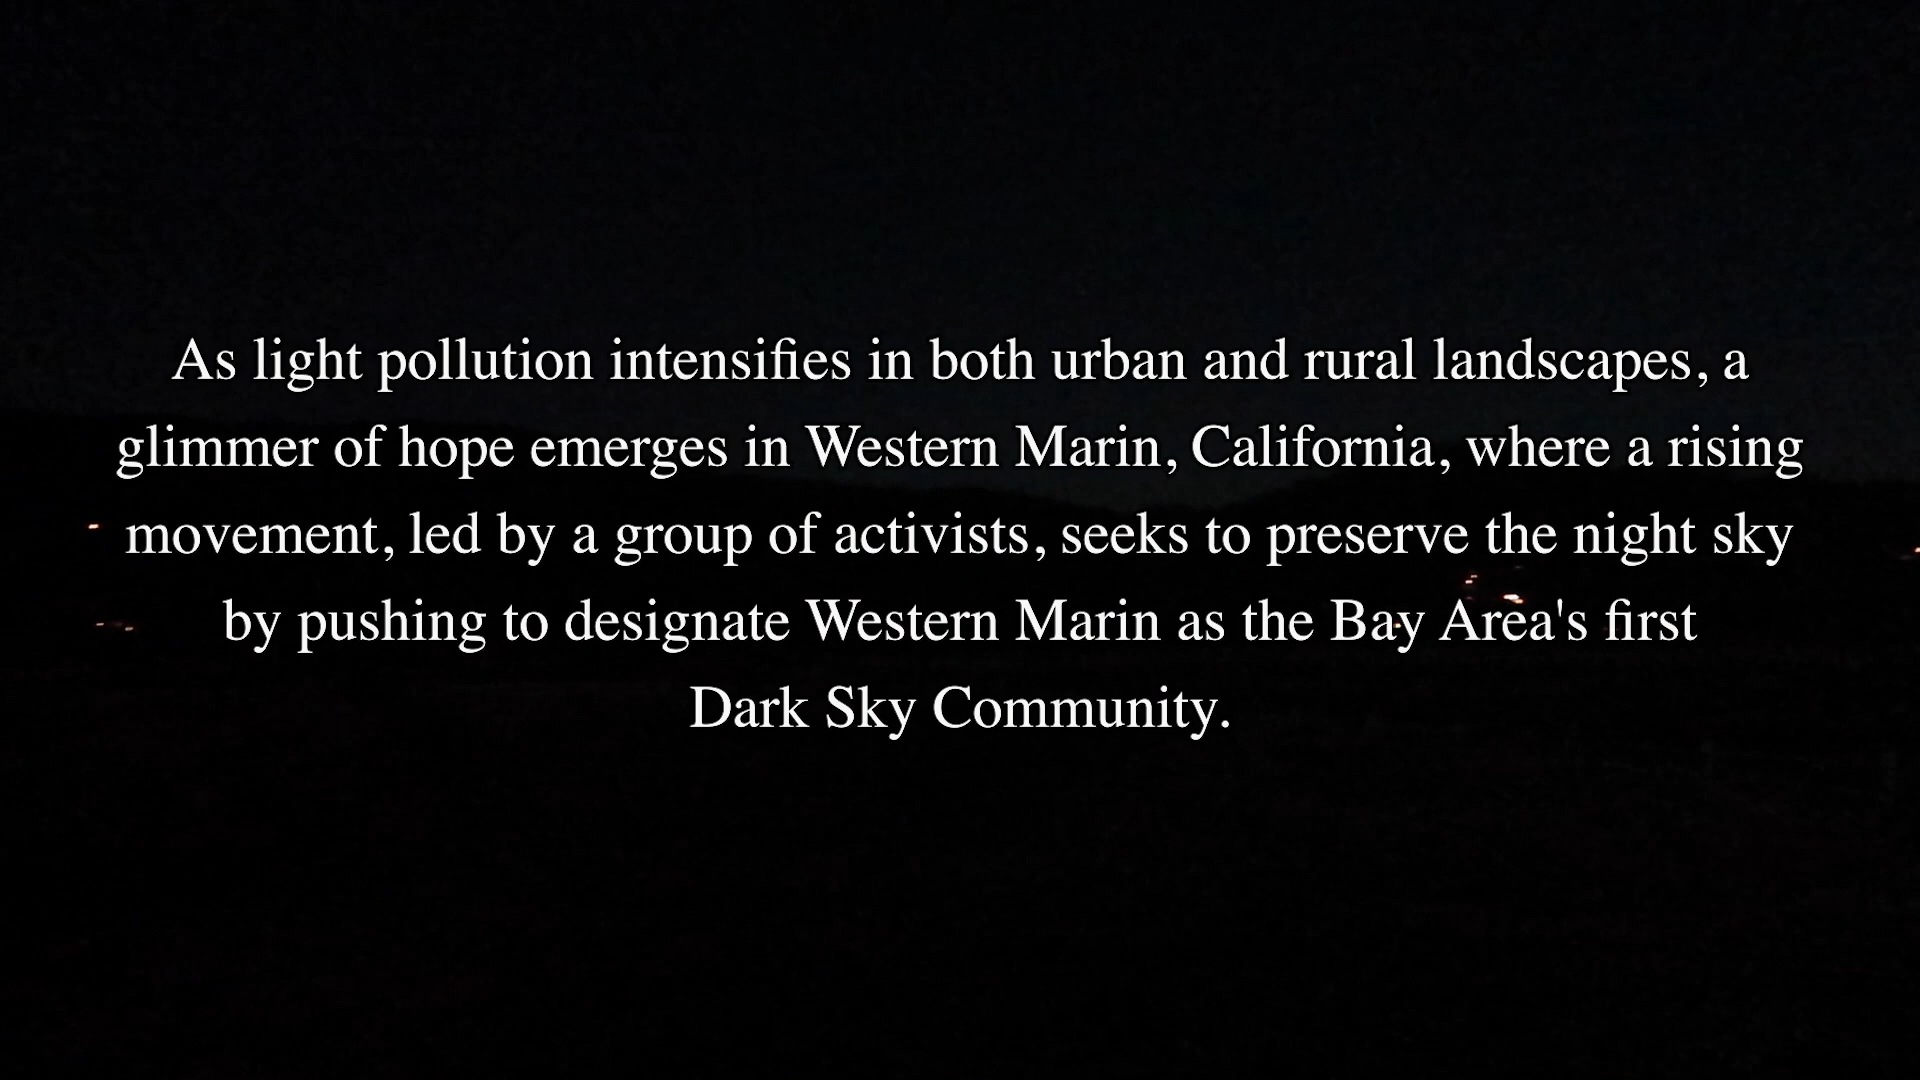 As light pollution intensifies in both urban and rural landscapes, a
glimmer of hope emerges in Western Marin, California, where a rising
movement, led by a group of activists, seeks to preserve the night sky
by pushing to designate Western Marin as the Bay Area's first
Dark Sky Community.